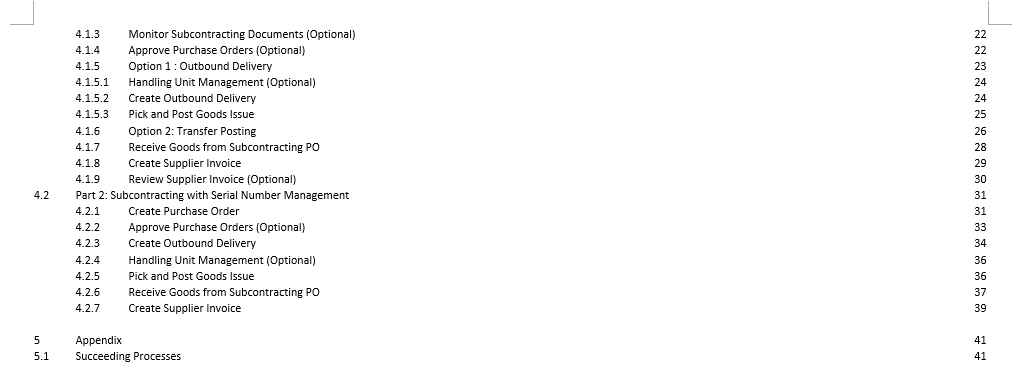 4.1.3 Monitor Subcontracting Documents (Optional) 22
4.1.4 Approve Purchase Orders (Optional) 22
4.1.5 Option 1 : Outbound Delivery 23
4.1.5.1 Handling Unit Management (Optional) 24
4.1.5.2 Create Outbound Delivery 24
4.1.5.3 Pick and Post Goods Issue 25
4.1.6 Option 2: Transfer Posting 26
4.1.7 Receive Goods from Subcontracting PO 28
4.1.8 Create Supplier Invoice 29
4.1.9 Review Supplier Invoice (Optional) 30
4.2 Part 2: Subcontracting with Serial Number Management 31
4.2.1 Create Purchase Order 31
4.2.2 Approve Purchase Orders (Optional) 33
4.2.3 Create Outbound Delivery 34
4.2.4 Handling Unit Management (Optional) 36
4.2.5 Pick and Post Goods Issue 36
4.2.6 Receive Goods from Subcontracting PO 37
4.2.7 Create Supplier Invoice 39
5 Appendix 41
5.1 Succeeding Processes 41